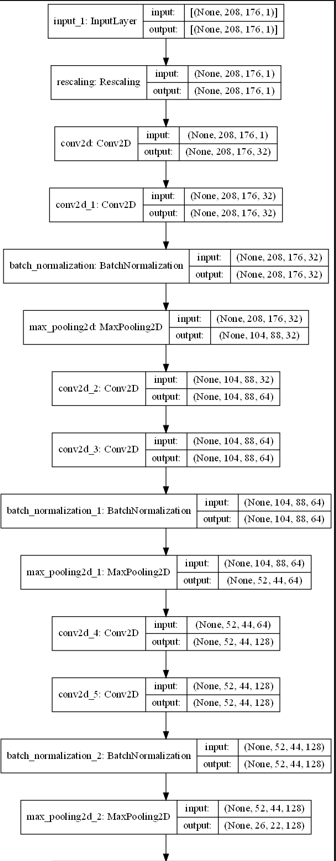 input_1: InputLayer
input: [(None, 208, 176, 1)]
output: [(None, 208, 176, 1)]
rescaling: Rescaling
input: (None, 208, 176, 1)
output: (None, 208, 176, 1)
conv2d: Conv2D
input: (None, 208, 176, 1)
output: (None, 208, 176, 32)
conv2d_1: Conv2D
input: (None, 208, 176, 32)
output: (None, 208, 176, 32)
batch_normalization: BatchNormalization
input: (None, 208, 176, 32)
output: (None, 208, 176, 32)
max_pooling2d: MaxPooling2D
input: (None, 208, 176, 32)
output: (None, 104, 88, 32)
conv2d_2: Conv2D
input: (None, 104, 88, 32)
output: (None, 104, 88, 64)
conv2d_3: Conv2D
input: (None, 104, 88, 64)
output: (None, 104, 88, 64)
batch_normalization_1: BatchNormalization
input: (None, 104, 88, 64)
output: (None, 104, 88, 64)
max_pooling2d_1: MaxPooling2D
input: (None, 104, 88, 64)
output: (None, 52, 44, 64)
conv2d_4: Conv2D
input: (None, 52, 44, 64)
output: (None, 52, 44, 128)
conv2d_5: Conv2D
input: (None, 52, 44, 128)
output: (None, 52, 44, 128)
batch_normalization_2: BatchNormalization
input: (None, 52, 44, 128)
output: (None, 52, 44, 128)
max_pooling2d_2: MaxPooling2D
input: (None, 52, 44, 128)
output: (None, 26, 22, 128)